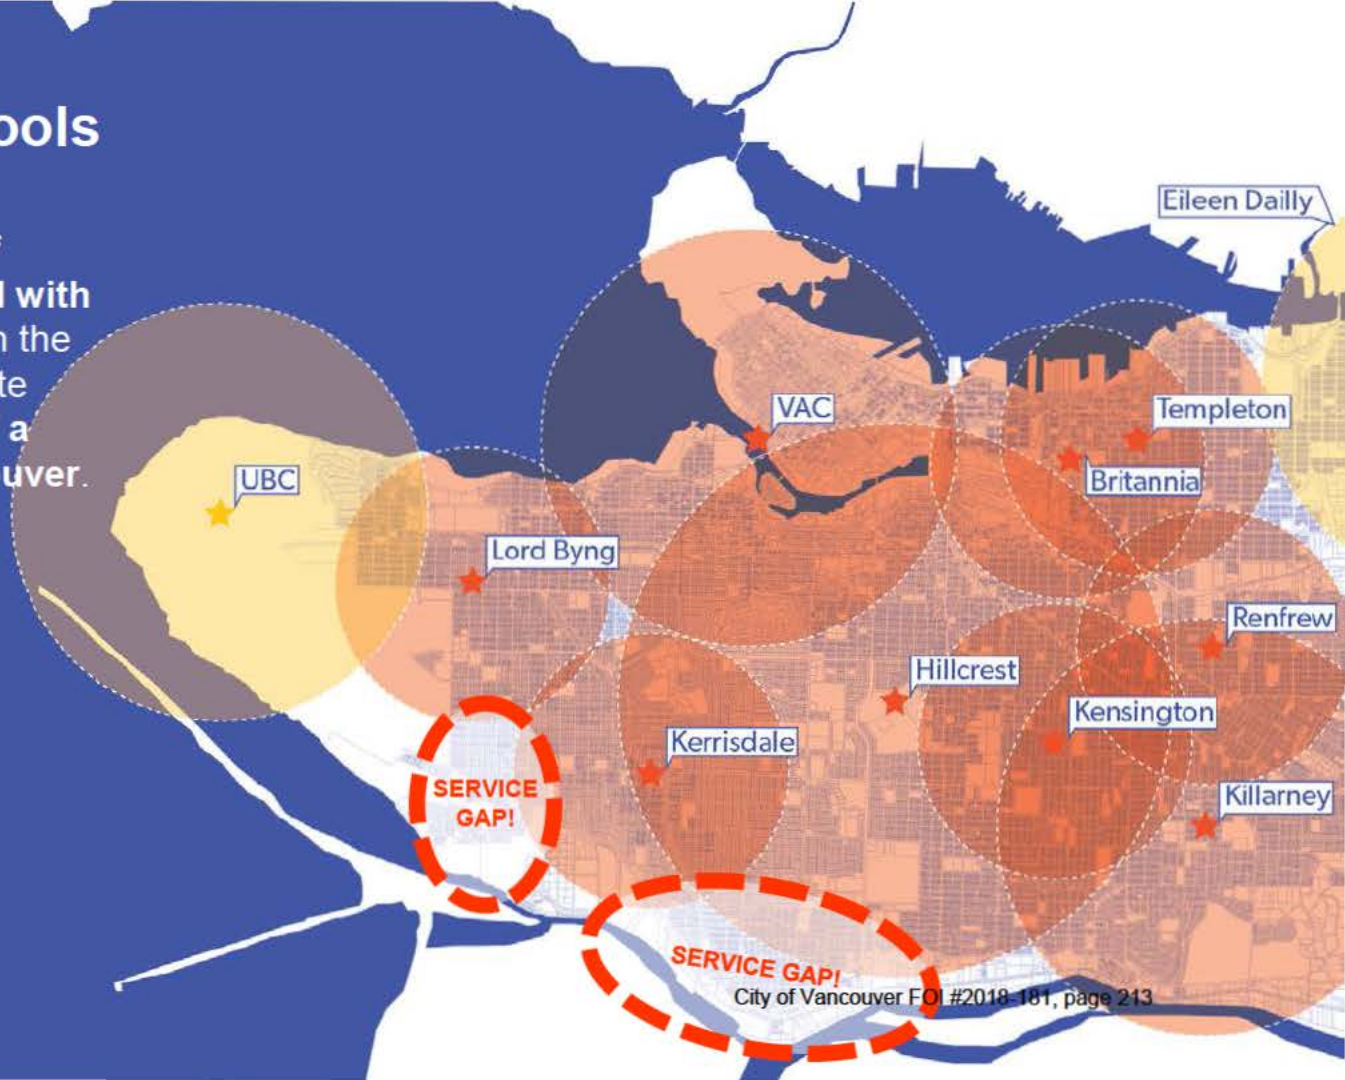 ools
l with
n the
te
a
uver.
Eileen Dailly
VAC
Templeton
UBC
Britannia
Lord Byng
Renfrew
Hillcrest
Kensington
Kerrisdale
SERVICE
GAP!
Killarney
SERVICE GAP!
City of Vancouver FOI #2018-181, page 213